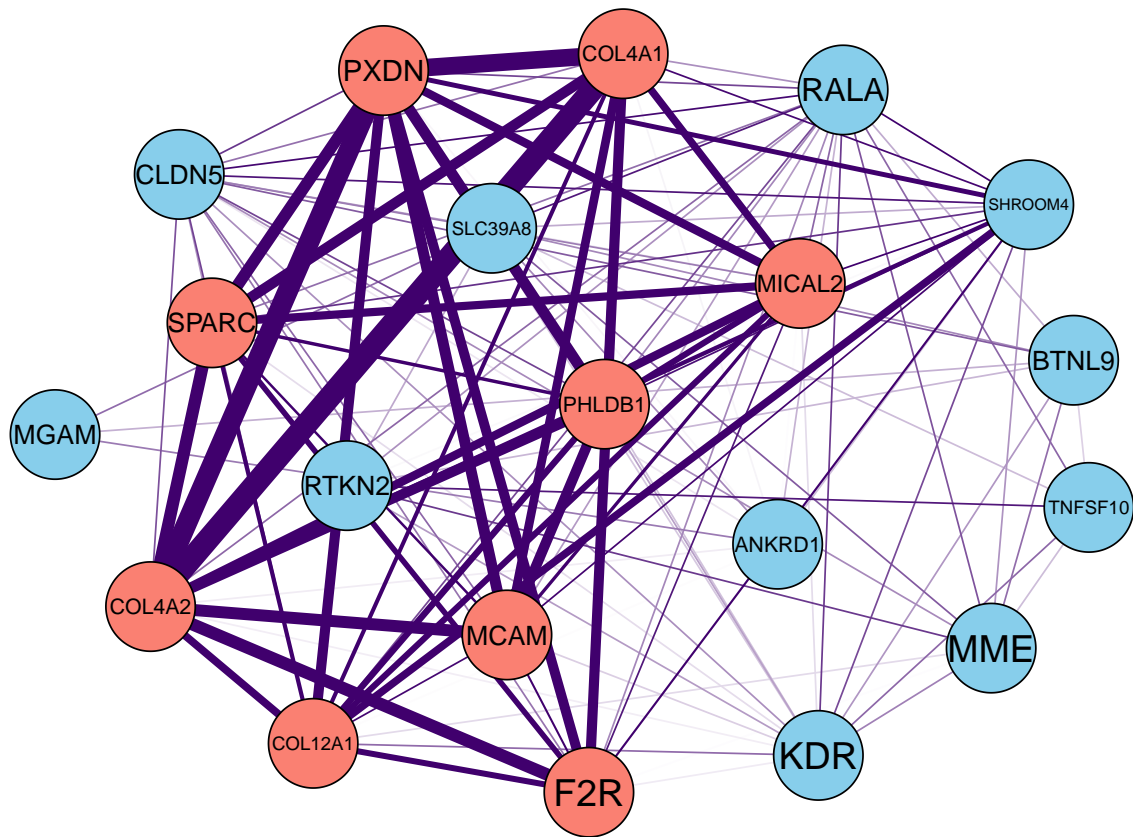 COL4A1
PXDN
RALA
CLDN5
SHROOM4
SLC39A8
MICAL2
SPARC
BTNL9
PHLDB1
MGAM
RTKN2
TNFSF10
ANKRD1
COL4A2
MCAM
MME
COL12A1
KDR
F2R